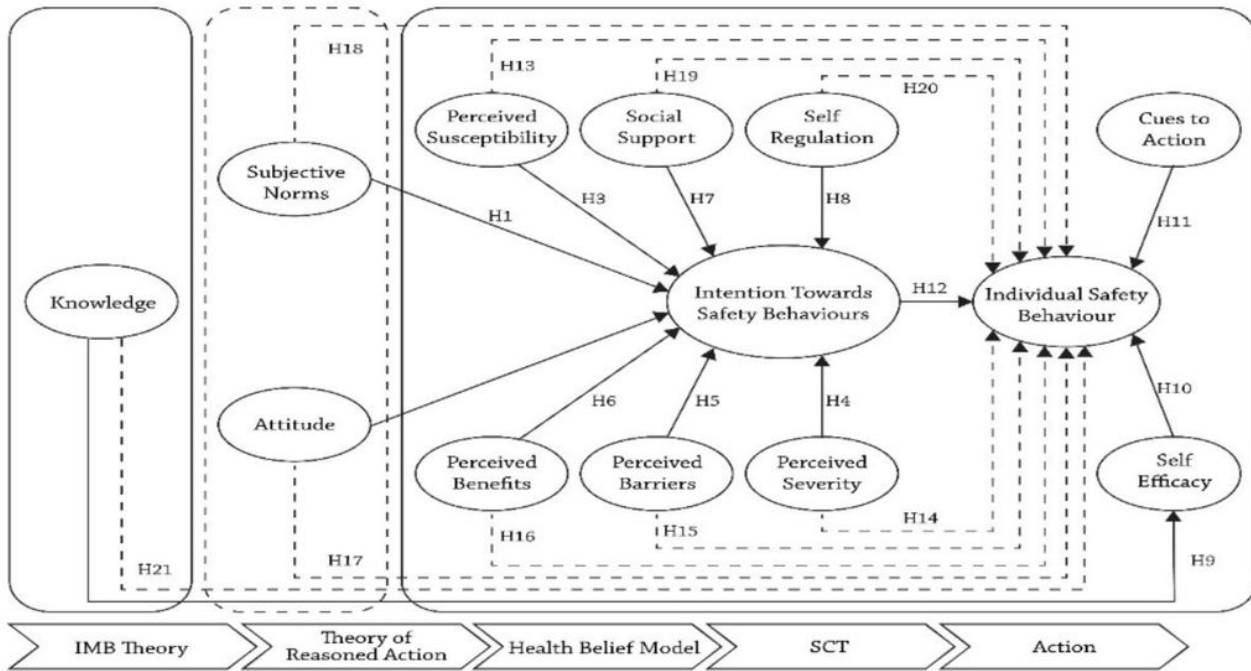 H18
H13
H19
H20
Perceived
Susceptibility
Social
Support
Self
Regulation
Cues to
Action
Subjective
Norms
H1
H3
H7
H8
H11
Knowledge
Intention Towards
Safety Behaviours
H12
Individual Safety
Behaviour
Attitude
H6
H5
H4
H10
Perceived
Benefits
Perceived
Barriers
Perceived
Severity
Self
Efficacy
H16
H15
H14
H21
H17
H9
IMB Theory
Theory of
Reasoned Action
Health Belief Model
SCT
Action